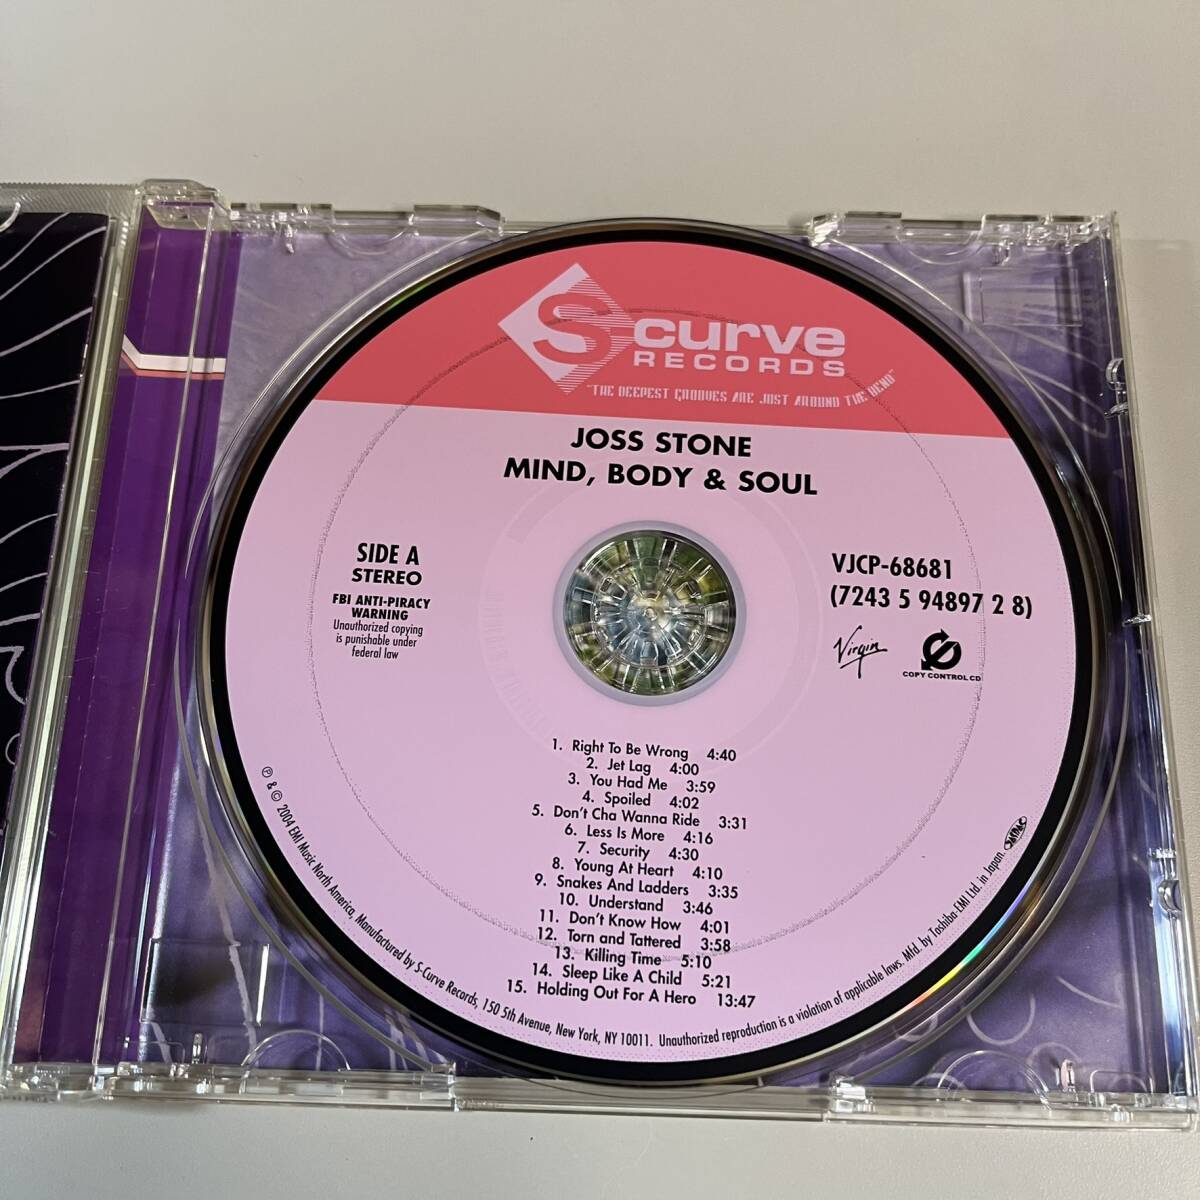 S curve
RECORDS
"THE DEEPEST GROOVES ARE JUST AROUND THE BEND"
JOSS STONE
MIND, BODY & SOUL
SIDE A
STEREO
FBI ANTI-PIRACY
WARNING
Unauthorized copying
is punishable under
federal law
VJCP-68681
(7243 5 94897 2 8)
Virgin
COPY CONTROL CD
1. Right To Be Wrong 4:40
2. Jet Lag 4:00
3. You Had Me 3:59
4. Spoiled 4:02
5. Don't Cha Wanna Ride 3:31
6. Less Is More 4:16
7. Security 4:30
8. Young At Heart 4:10
9. Snakes And Ladders 3:35
10. Understand 3:46
11. Don't Know How 4:01
12. Torn and Tattered 3:58
13. Killing Time 5:10
14. Sleep Like A Child 5:21
15. Holding Out For A Hero 13:47
℗ & © 2004 EMI Music North America, Manufactured by S-Curve Records, 150 5th Avenue, New York, NY 10011. Unauthorized reproduction is a violation of applicable laws. Mfd. by Toshiba-EMI Ltd. in Japan. JASRAC